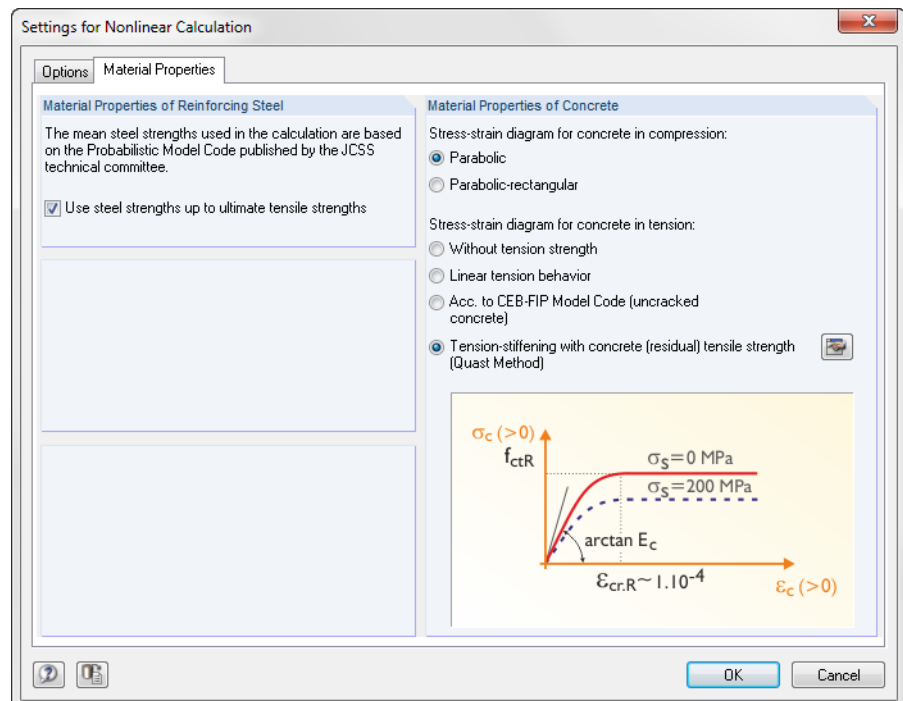 Settings for Nonlinear Calculation
Options
Material Properties
Material Properties of Reinforcing Steel
The mean steel strengths used in the calculation are based
on the Probabilistic Model Code published by the JCSS
technical committee.
Use steel strengths up to ultimate tensile strengths
Material Properties of Concrete
Stress-strain diagram for concrete in compression:
Parabolic
Parabolic-rectangular
Stress-strain diagram for concrete in tension:
Without tension strength
Linear tension behavior
Acc. to CEB-FIP Model Code (uncracked
concrete)
Tension-stiffening with concrete (residual) tensile strength
(Quast Method)
σc (>0)
fctR
σs=0 MPa
σs=200 MPa
arctan Ec
εcr.R~1.10-4
εc (>0)
OK
Cancel